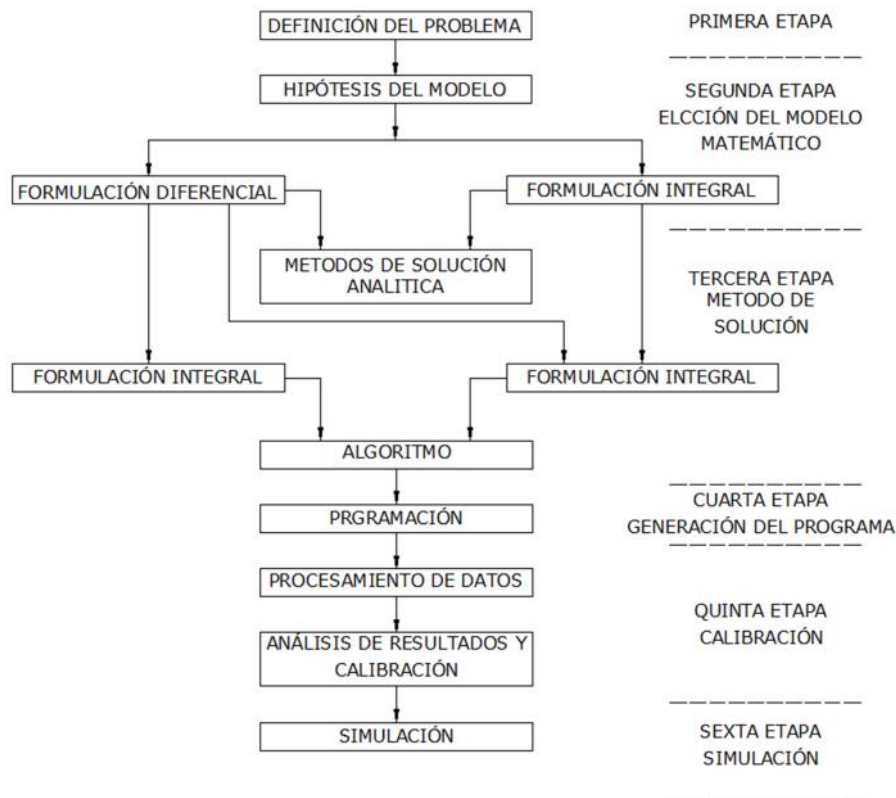 DEFINICIÓN DEL PROBLEMA
PRIMERA ETAPA
HIPÓTESIS DEL MODELO
SEGUNDA ETAPA
ELCCIÓN DEL MODELO
MATEMÁTICO
FORMULACIÓN DIFERENCIAL
FORMULACIÓN INTEGRAL
METODOS DE SOLUCIÓN
ANALITICA
TERCERA ETAPA
METODO DE
SOLUCIÓN
FORMULACIÓN INTEGRAL
FORMULACIÓN INTEGRAL
ALGORITMO
PRGRAMACIÓN
CUARTA ETAPA
GENERACIÓN DEL PROGRAMA
PROCESAMIENTO DE DATOS
ANÁLISIS DE RESULTADOS Y
CALIBRACIÓN
QUINTA ETAPA
CALIBRACIÓN
SIMULACIÓN
SEXTA ETAPA
SIMULACIÓN